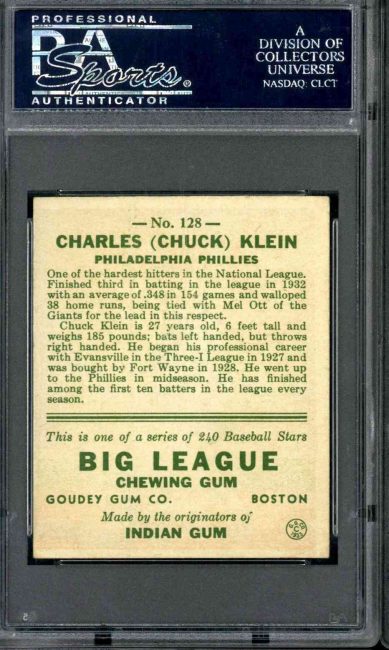 PROFESSIONAL
PSA
Sports®
AUTHENTICATOR
A
DIVISION OF
COLLECTORS
UNIVERSE
NASDAQ: CLCT
— No. 128 —
CHARLES (CHUCK) KLEIN
PHILADELPHIA PHILLIES
One of the hardest hitters in the National League.
Finished third in batting in the league in 1932
with an average of .348 in 154 games and walloped
38 home runs, being tied with Mel Ott of the
Giants for the lead in this respect.
Chuck Klein is 27 years old, 6 feet tall and
weighs 185 pounds; bats left handed, but throws
right handed. He began his professional career
with Evansville in the Three-I League in 1927 and
was bought by Fort Wayne in 1928. He went up
to the Phillies in midseason. He has finished
among the first ten batters in the league every
season.
This is one of a series of 240 Baseball Stars
BIG LEAGUE
CHEWING GUM
GOUDEY GUM CO. BOSTON
Made by the originators of
INDIAN GUM